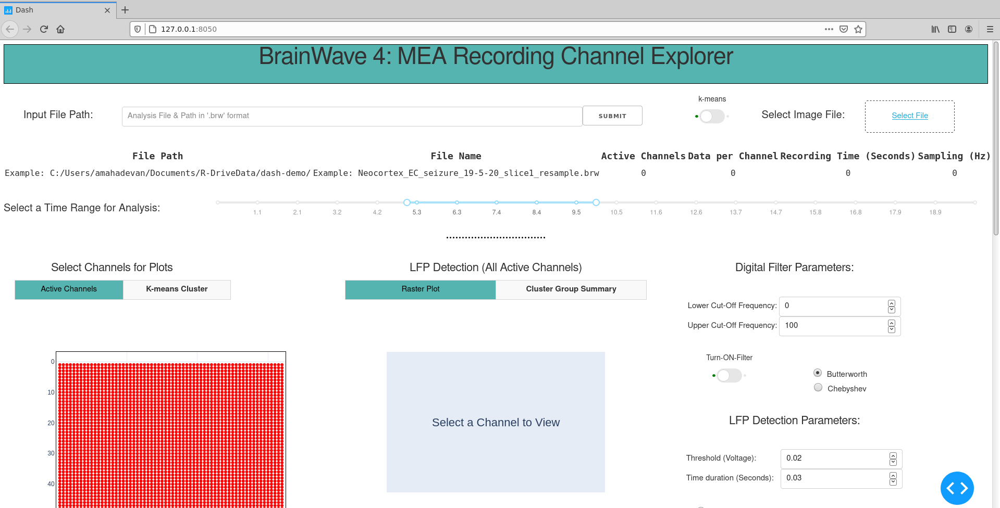 Dash
127.0.0.1:8050
BrainWave 4: MEA Recording Channel Explorer
k-means
Input File Path:
Analysis File & Path in '.brw' format
SUBMIT
Select Image File:
Select File
File Path File Name Active Channels Data per Channel Recording Time (Seconds) Sampling (Hz)
Example: C:/Users/amahadevan/Documents/R-DriveData/dash-demo/ Example: Neocortex_EC_seizure_19-5-20_slice1_resample.brw 0 0 0 0
Select a Time Range for Analysis:
1.1 2.1 3.2 4.2 5.3 6.3 7.4 8.4 9.5 10.5 11.6 12.6 13.7 14.7 15.8 16.8 17.9 18.9
Select Channels for Plots
Active Channels K-means Cluster
0
10
20
30
40
LFP Detection (All Active Channels)
Raster Plot Cluster Group Summary
Select a Channel to View
Digital Filter Parameters:
Lower Cut-Off Frequency: 0
Upper Cut-Off Frequency: 100
Turn-ON-Filter
Butterworth
Chebyshev
LFP Detection Parameters:
Threshold (Voltage): 0.02
Time duration (Seconds): 0.03